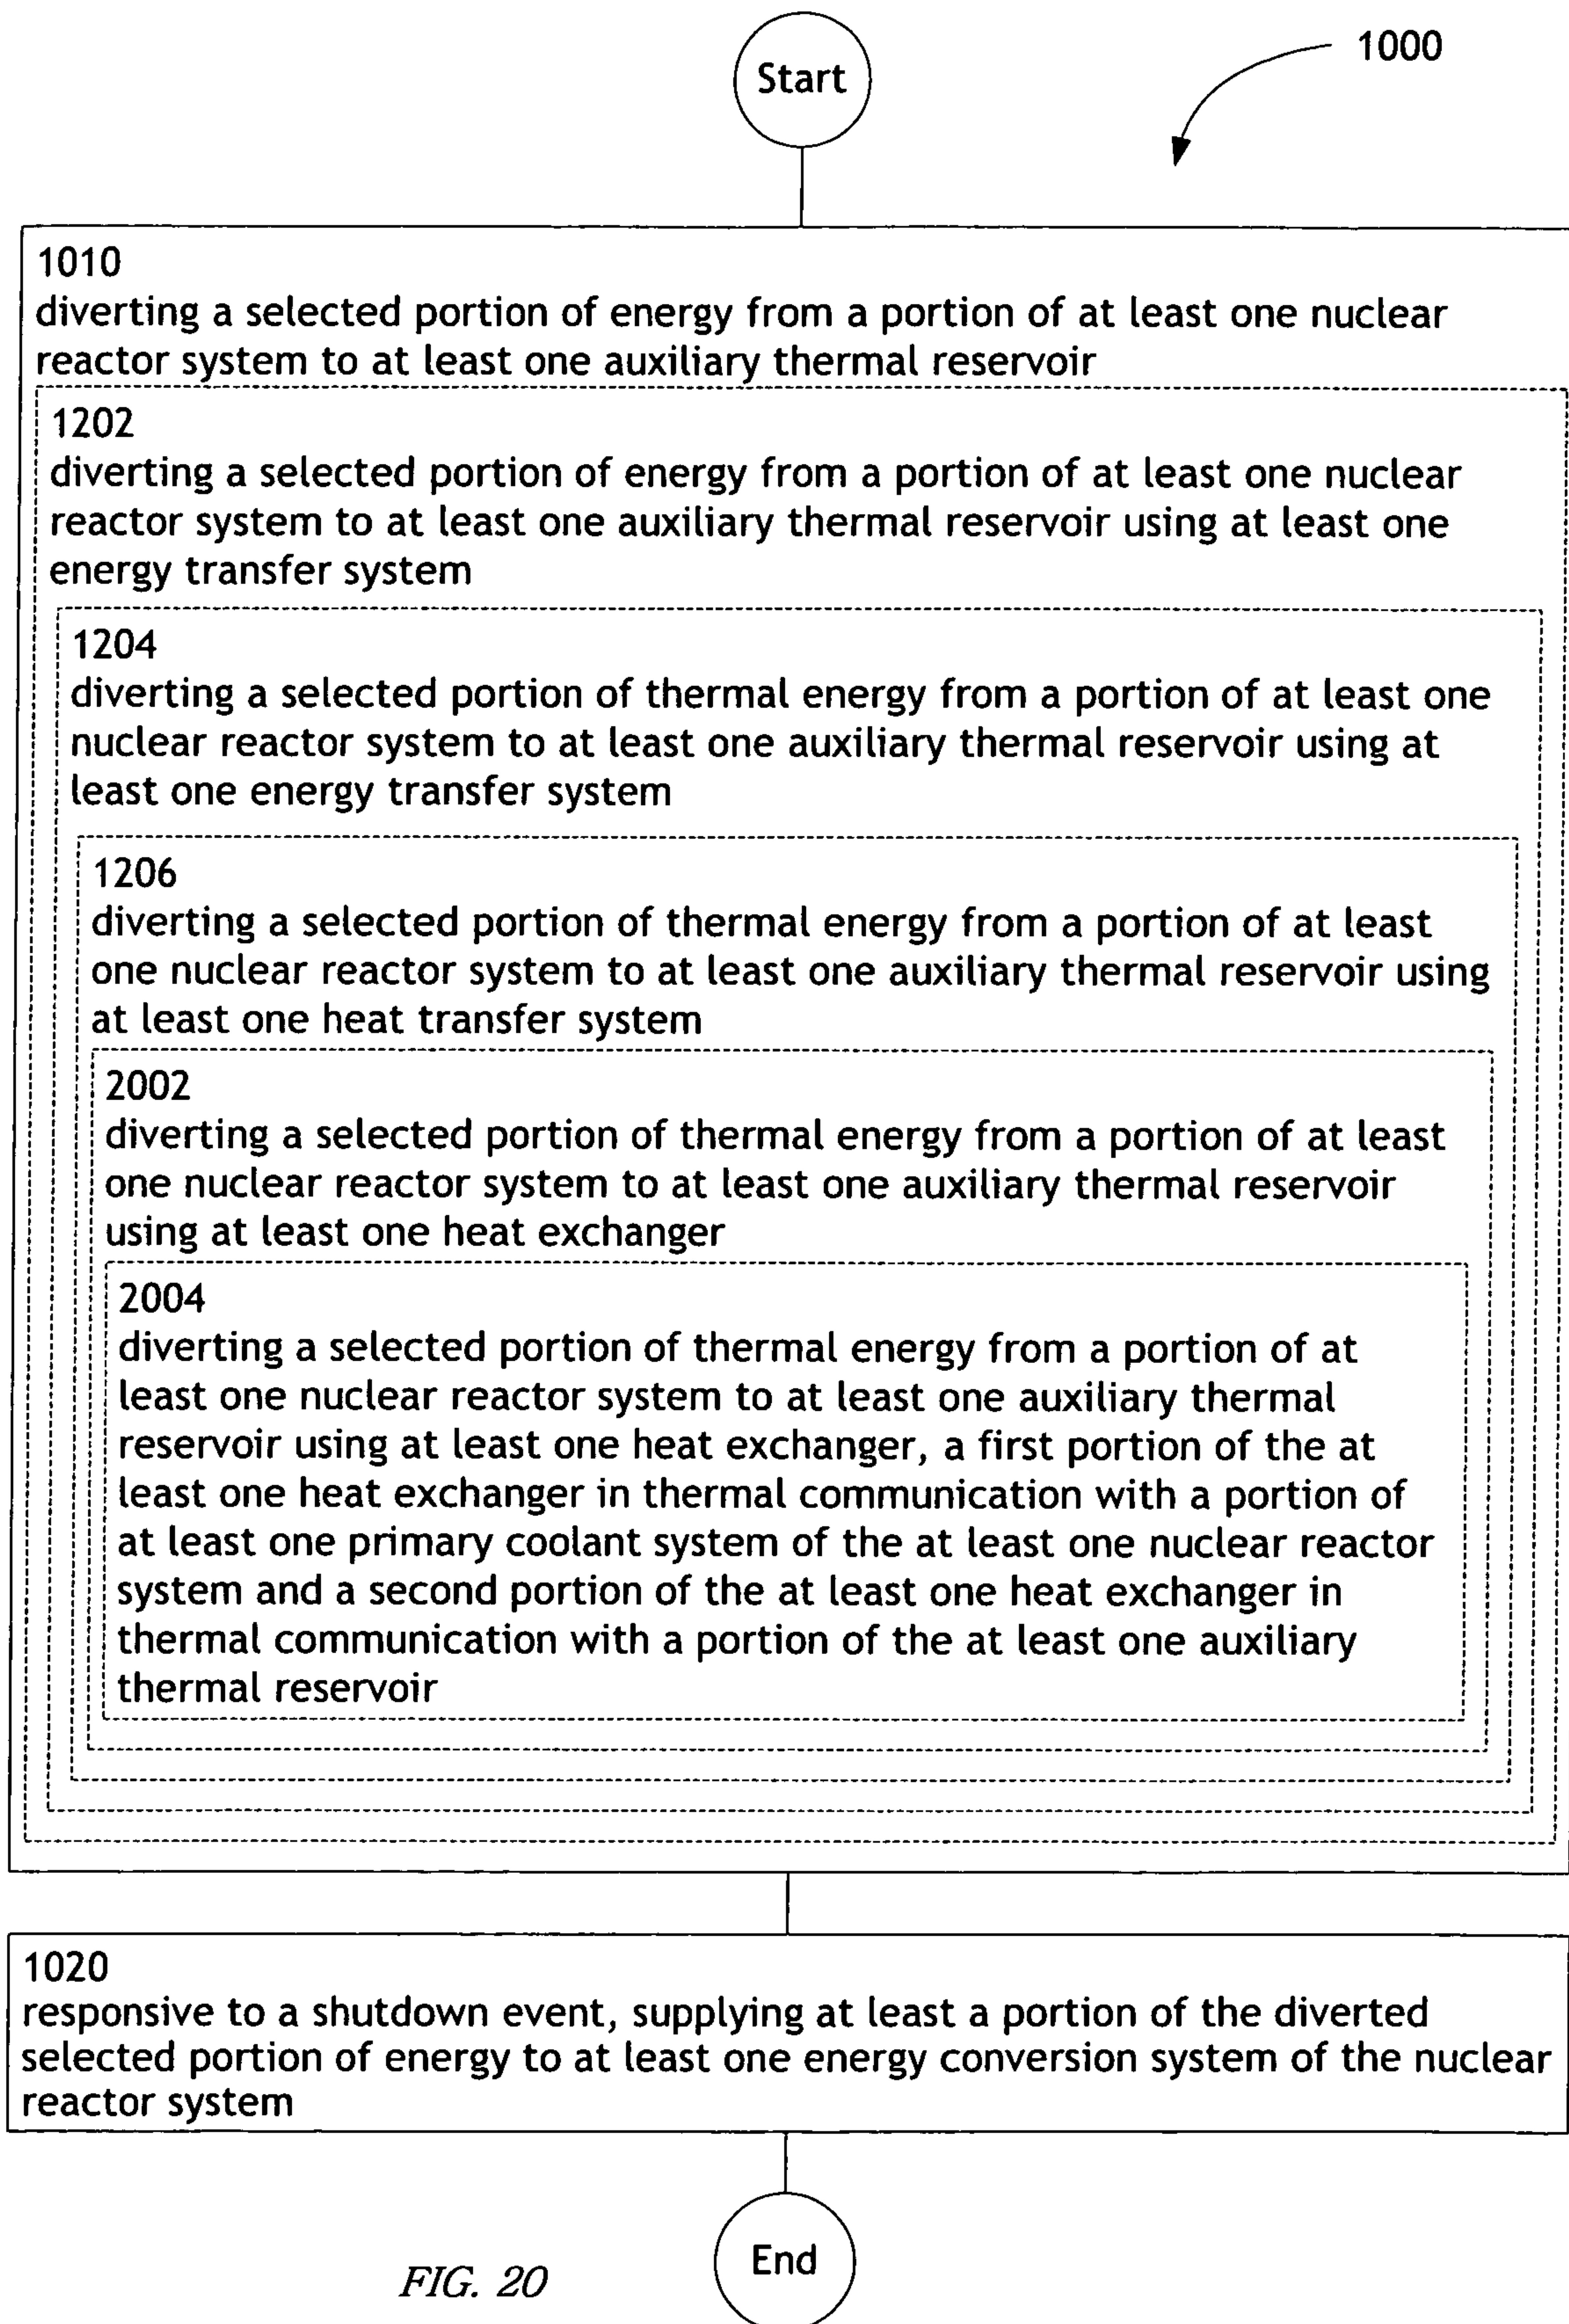 Start
1000
1010
diverting a selected portion of energy from a portion of at least one nuclear
reactor system to at least one auxiliary thermal reservoir
1202
diverting a selected portion of energy from a portion of at least one nuclear
reactor system to at least one auxiliary thermal reservoir using at least one
energy transfer system
1204
diverting a selected portion of thermal energy from a portion of at least one
nuclear reactor system to at least one auxiliary thermal reservoir using at
least one energy transfer system
1206
diverting a selected portion of thermal energy from a portion of at least
one nuclear reactor system to at least one auxiliary thermal reservoir using
at least one heat transfer system
2002
diverting a selected portion of thermal energy from a portion of at least
one nuclear reactor system to at least one auxiliary thermal reservoir
using at least one heat exchanger
2004
diverting a selected portion of thermal energy from a portion of at
least one nuclear reactor system to at least one auxiliary thermal
reservoir using at least one heat exchanger, a first portion of the at
least one heat exchanger in thermal communication with a portion of
at least one primary coolant system of the at least one nuclear reactor
system and a second portion of the at least one heat exchanger in
thermal communication with a portion of the at least one auxiliary
thermal reservoir
1020
responsive to a shutdown event, supplying at least a portion of the diverted
selected portion of energy to at least one energy conversion system of the nuclear
reactor system
End
FIG. 20